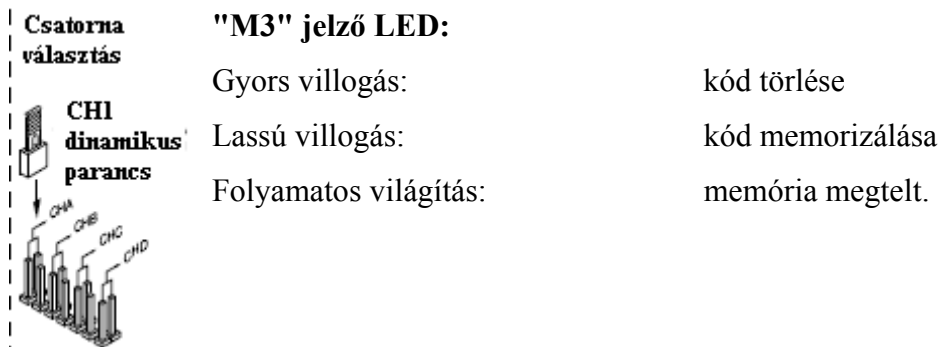 Csatorna
választás
CH1
dinamikus
parancs
CHA
CHB
CHC
CHD
"M3" jelző LED:
Gyors villogás: kód törlése
Lassú villogás: kód memorizálása
Folyamatos világítás: memória megtelt.